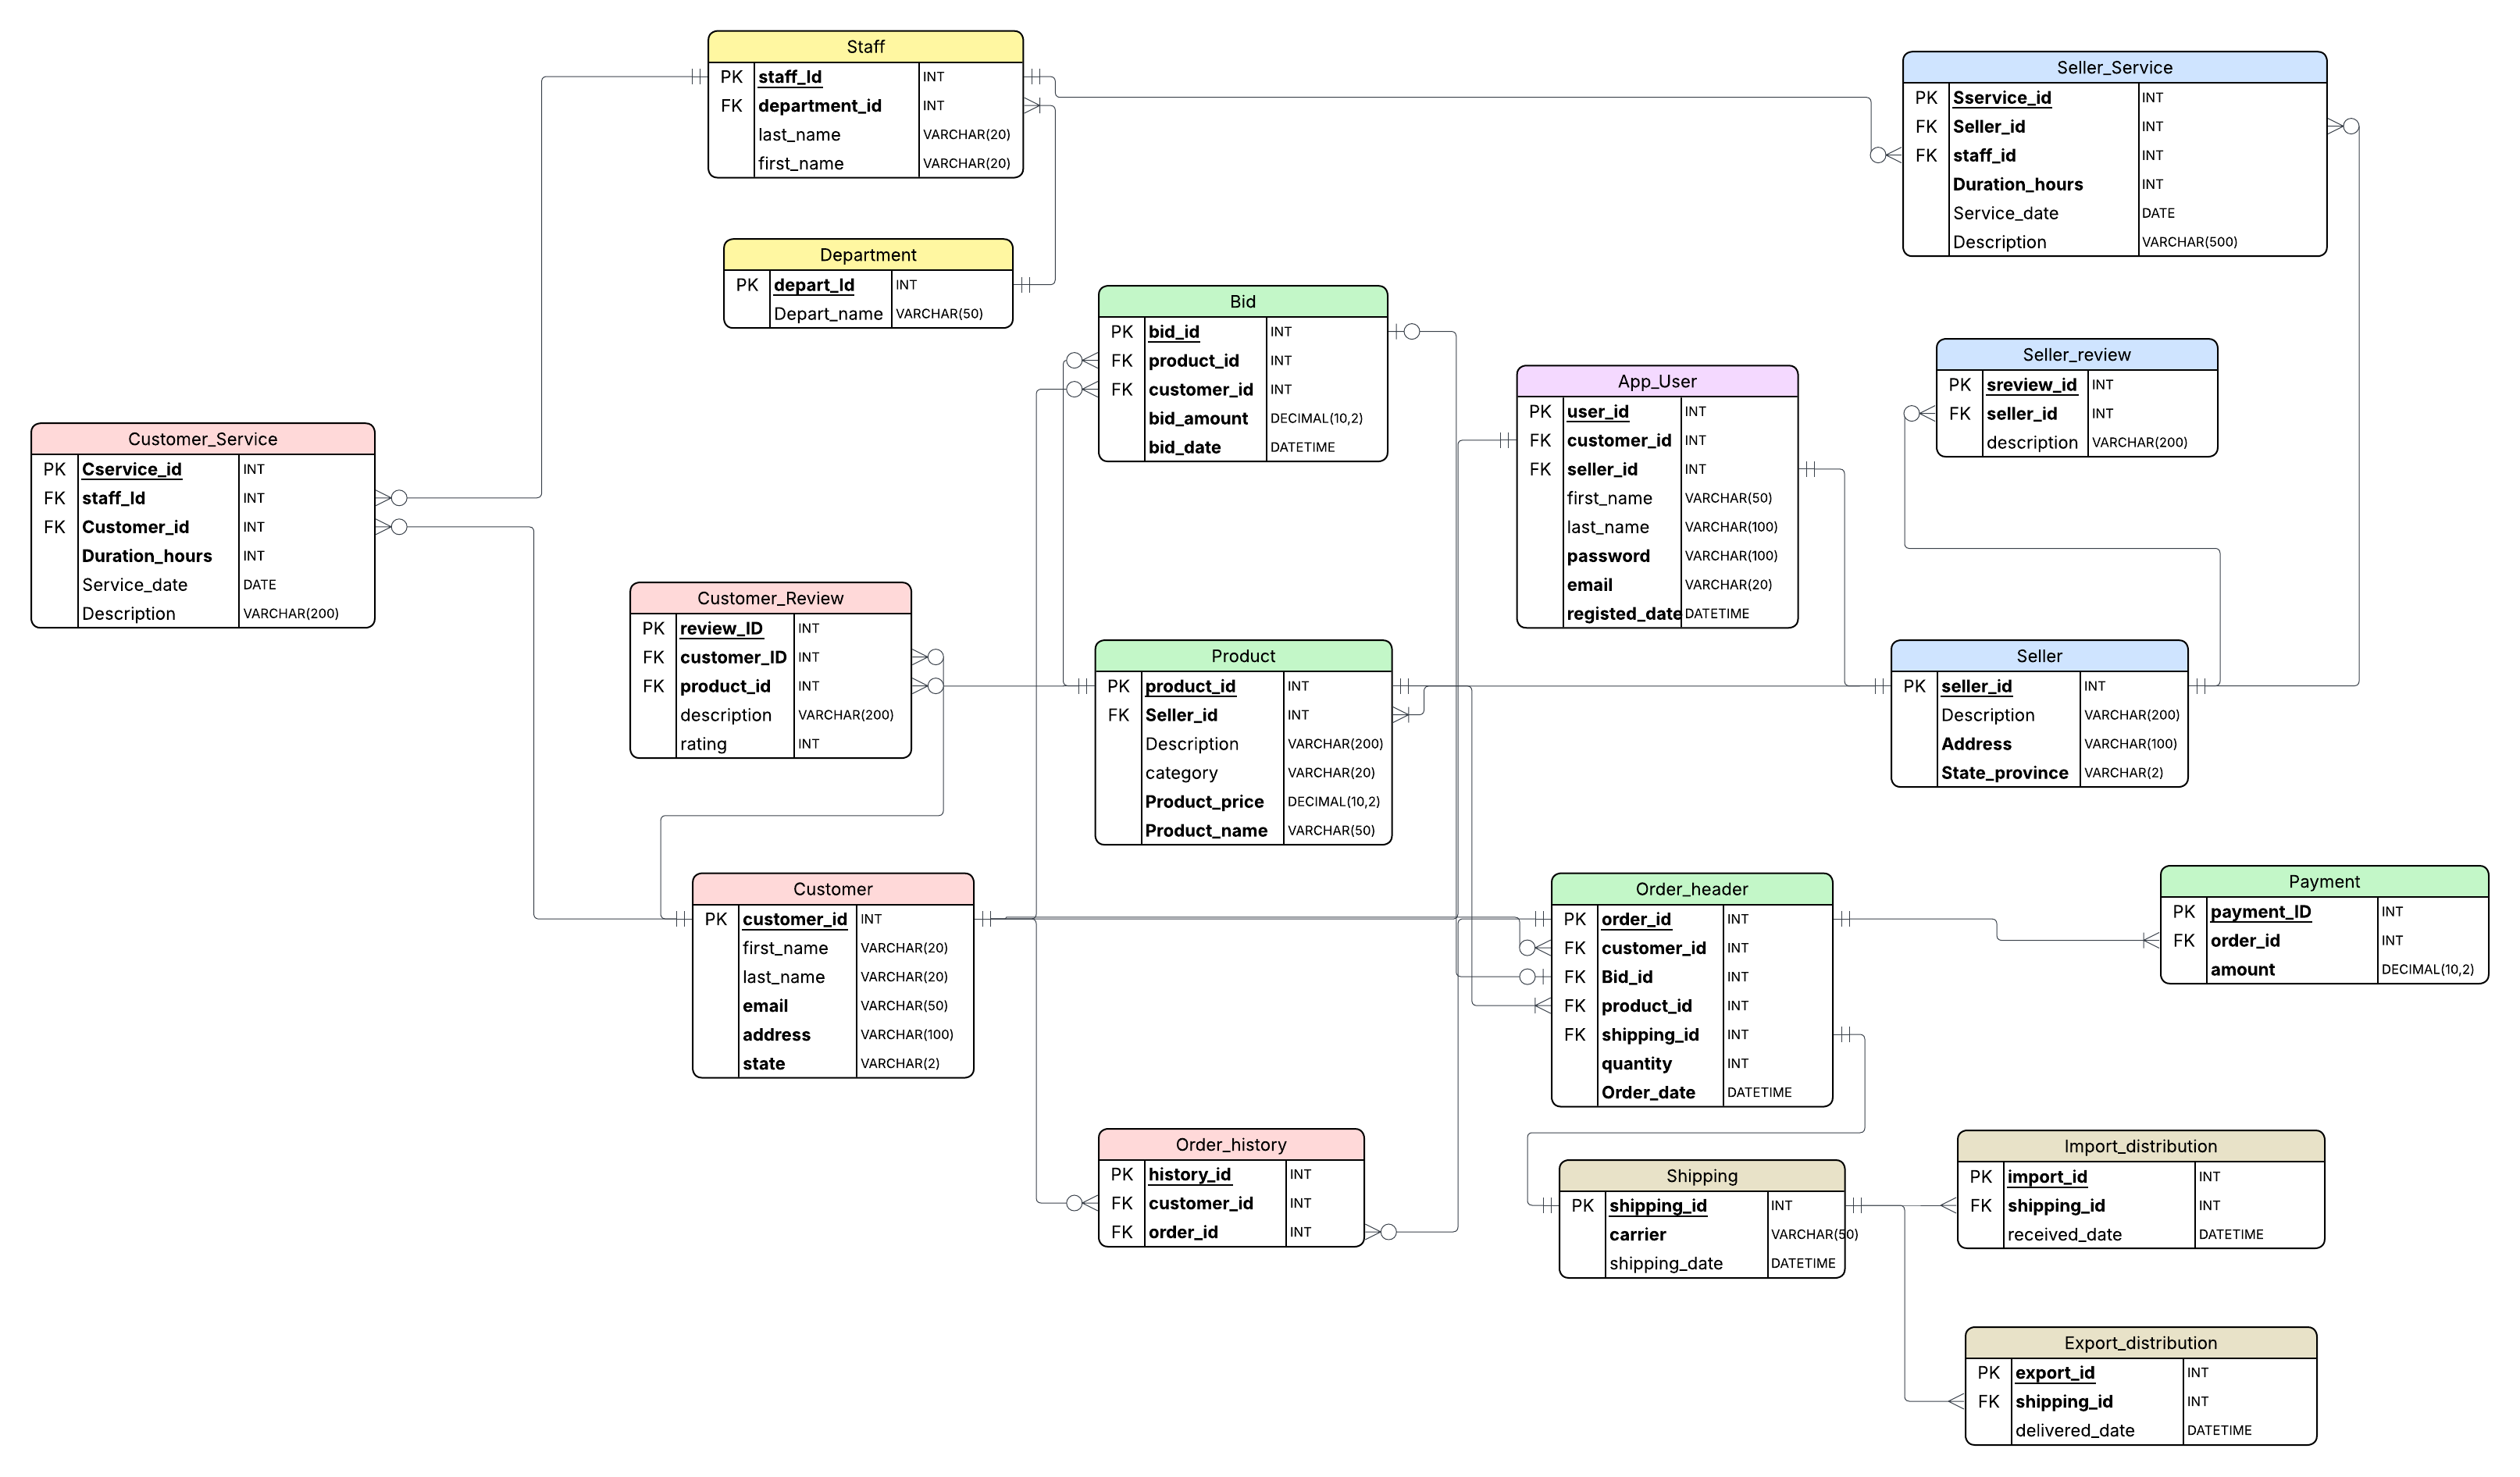 Staff
PK staff_Id INT
FK department_id INT
last_name VARCHAR(20)
first_name VARCHAR(20)
Seller_Service
PK Sservice_id INT
FK Seller_id INT
FK staff_id INT
Duration_hours INT
Service_date DATE
Description VARCHAR(500)
Department
PK depart_Id INT
Depart_name VARCHAR(50)
Bid
PK bid_id INT
FK product_id INT
FK customer_id INT
bid_amount DECIMAL(10,2)
bid_date DATETIME
Seller_review
PK sreview_id INT
FK seller_id INT
description VARCHAR(200)
App_User
PK user_id INT
FK customer_id INT
FK seller_id INT
first_name VARCHAR(50)
last_name VARCHAR(100)
password VARCHAR(100)
email VARCHAR(20)
registed_date DATETIME
Customer_Service
PK Cservice_id INT
FK staff_Id INT
FK Customer_id INT
Duration_hours INT
Service_date DATE
Description VARCHAR(200)
Customer_Review
PK review_ID INT
FK customer_ID INT
FK product_id INT
description VARCHAR(200)
rating INT
Product
PK product_id INT
FK Seller_id INT
Description VARCHAR(200)
category VARCHAR(20)
Product_price DECIMAL(10,2)
Product_name VARCHAR(50)
Seller
PK seller_id INT
Description VARCHAR(200)
Address VARCHAR(100)
State_province VARCHAR(2)
Customer
PK customer_id INT
first_name VARCHAR(20)
last_name VARCHAR(20)
email VARCHAR(50)
address VARCHAR(100)
state VARCHAR(2)
Order_header
PK order_id INT
FK customer_id INT
FK Bid_id INT
FK product_id INT
FK shipping_id INT
quantity INT
Order_date DATETIME
Payment
PK payment_ID INT
FK order_id INT
amount DECIMAL(10,2)
Order_history
PK history_id INT
FK customer_id INT
FK order_id INT
Shipping
PK shipping_id INT
carrier VARCHAR(50)
shipping_date DATETIME
Import_distribution
PK import_id INT
FK shipping_id INT
received_date DATETIME
Export_distribution
PK export_id INT
FK shipping_id INT
delivered_date DATETIME